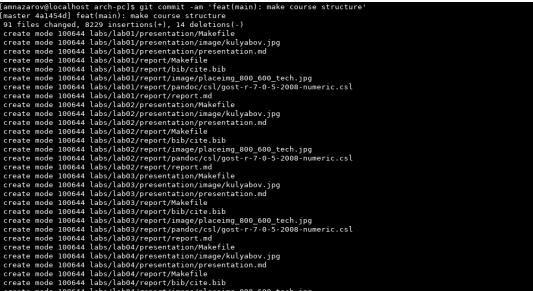 [amnazarov@localhost arch-pc]$ git commit -am 'feat(main): make course structure'
[master 4a1454d] feat(main): make course structure
 91 files changed, 8229 insertions(+), 14 deletions(-)
 create mode 100644 labs/lab01/presentation/Makefile
 create mode 100644 labs/lab01/presentation/image/kulyabov.jpg
 create mode 100644 labs/lab01/presentation/presentation.md
 create mode 100644 labs/lab01/report/Makefile
 create mode 100644 labs/lab01/report/bib/cite.bib
 create mode 100644 labs/lab01/report/image/placeimg_800_600_tech.jpg
 create mode 100644 labs/lab01/report/pandoc/csl/gost-r-7-0-5-2008-numeric.csl
 create mode 100644 labs/lab01/report/report.md
 create mode 100644 labs/lab02/presentation/Makefile
 create mode 100644 labs/lab02/presentation/image/kulyabov.jpg
 create mode 100644 labs/lab02/presentation/presentation.md
 create mode 100644 labs/lab02/report/Makefile
 create mode 100644 labs/lab02/report/bib/cite.bib
 create mode 100644 labs/lab02/report/image/placeimg_800_600_tech.jpg
 create mode 100644 labs/lab02/report/pandoc/csl/gost-r-7-0-5-2008-numeric.csl
 create mode 100644 labs/lab02/report/report.md
 create mode 100644 labs/lab03/presentation/Makefile
 create mode 100644 labs/lab03/presentation/image/kulyabov.jpg
 create mode 100644 labs/lab03/presentation/presentation.md
 create mode 100644 labs/lab03/report/Makefile
 create mode 100644 labs/lab03/report/bib/cite.bib
 create mode 100644 labs/lab03/report/image/placeimg_800_600_tech.jpg
 create mode 100644 labs/lab03/report/pandoc/csl/gost-r-7-0-5-2008-numeric.csl
 create mode 100644 labs/lab03/report/report.md
 create mode 100644 labs/lab04/presentation/Makefile
 create mode 100644 labs/lab04/presentation/image/kulyabov.jpg
 create mode 100644 labs/lab04/presentation/presentation.md
 create mode 100644 labs/lab04/report/Makefile
 create mode 100644 labs/lab04/report/bib/cite.bib